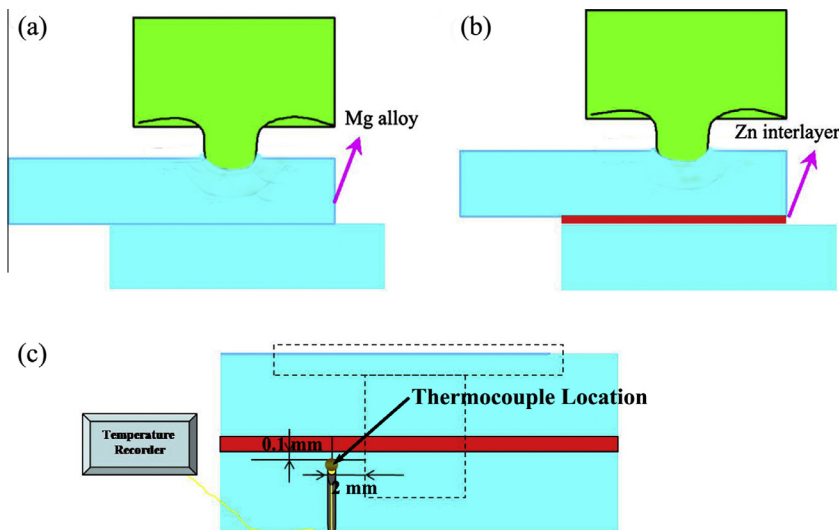 (a)
Mg alloy
(b)
Zn interlayer
(c)
Thermocouple Location
0.1 mm
Temperature
Recorder
2 mm